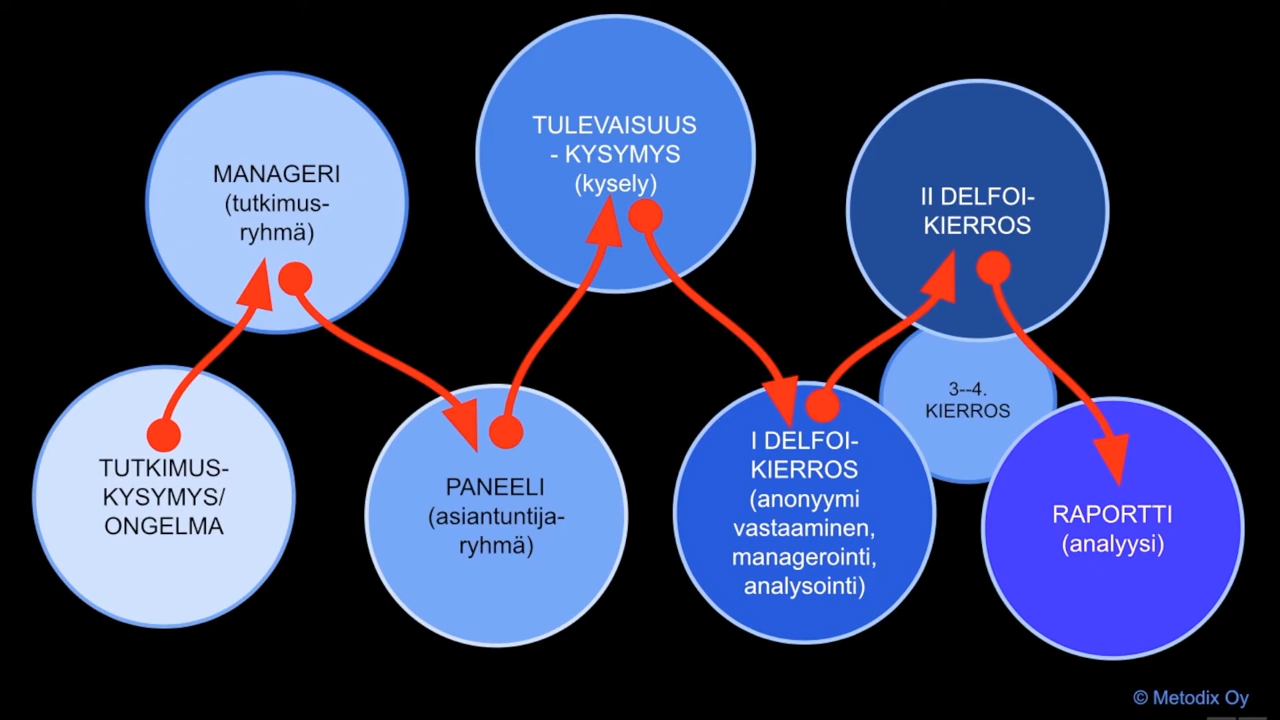 TUTKIMUS-
KYSYMYS/
ONGELMA
MANAGERI
(tutkimus-
ryhmä)
PANEELI
(asiantuntija-
ryhmä)
TULEVAISUUS
- KYSYMYS
(kysely)
I DELFOI-
KIERROS
(anonyymi
vastaaminen,
managerointi,
analysointi)
II DELFOI-
KIERROS
3--4.
KIERROS
RAPORTTI
(analyysi)
© Metodix Oy